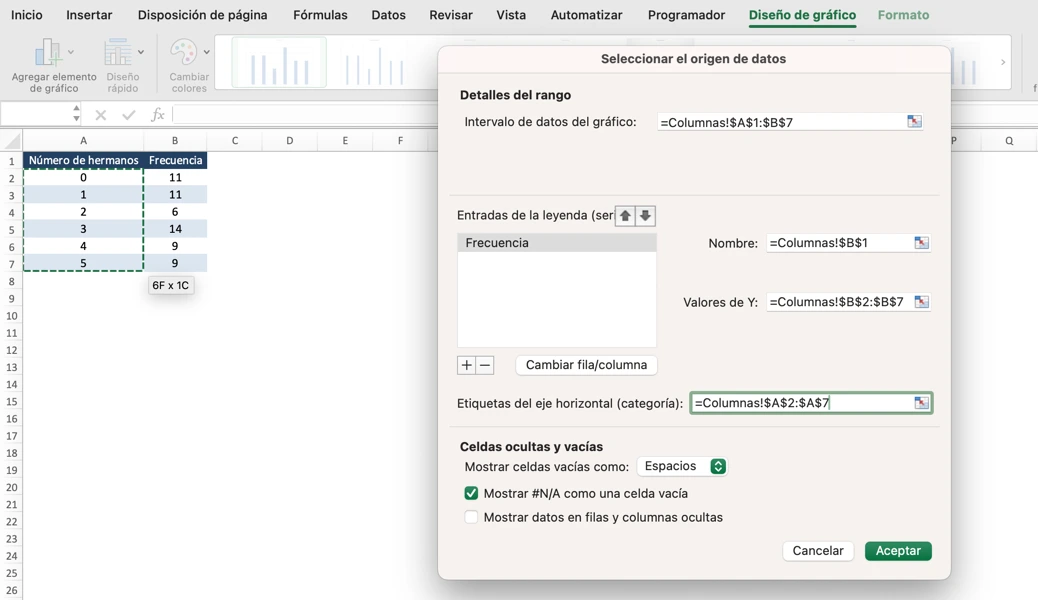 Inicio Insertar Disposición de página Fórmulas Datos Revisar Vista Automatizar Programador Diseño de gráfico Formato
Agregar elemento de gráfico
Diseño rápido
Cambiar colores
fx
A B C D E F P Q
1 Número de hermanos Frecuencia
2 0 11
3 1 11
4 2 6
5 3 14
6 4 9
7 5 9
8
6F x 1C
9
10
11
12
13
14
15
16
17
18
19
20
21
22
23
24
25
26
Seleccionar el origen de datos
Detalles del rango
Intervalo de datos del gráfico: =Columnas!$A$1:$B$7
Entradas de la leyenda (ser
Frecuencia
Nombre: =Columnas!$B$1
Valores de Y: =Columnas!$B$2:$B$7
+ − Cambiar fila/columna
Etiquetas del eje horizontal (categoría): =Columnas!$A$2:$A$7
Celdas ocultas y vacías
Mostrar celdas vacías como: Espacios
Mostrar #N/A como una celda vacía
Mostrar datos en filas y columnas ocultas
Cancelar Aceptar